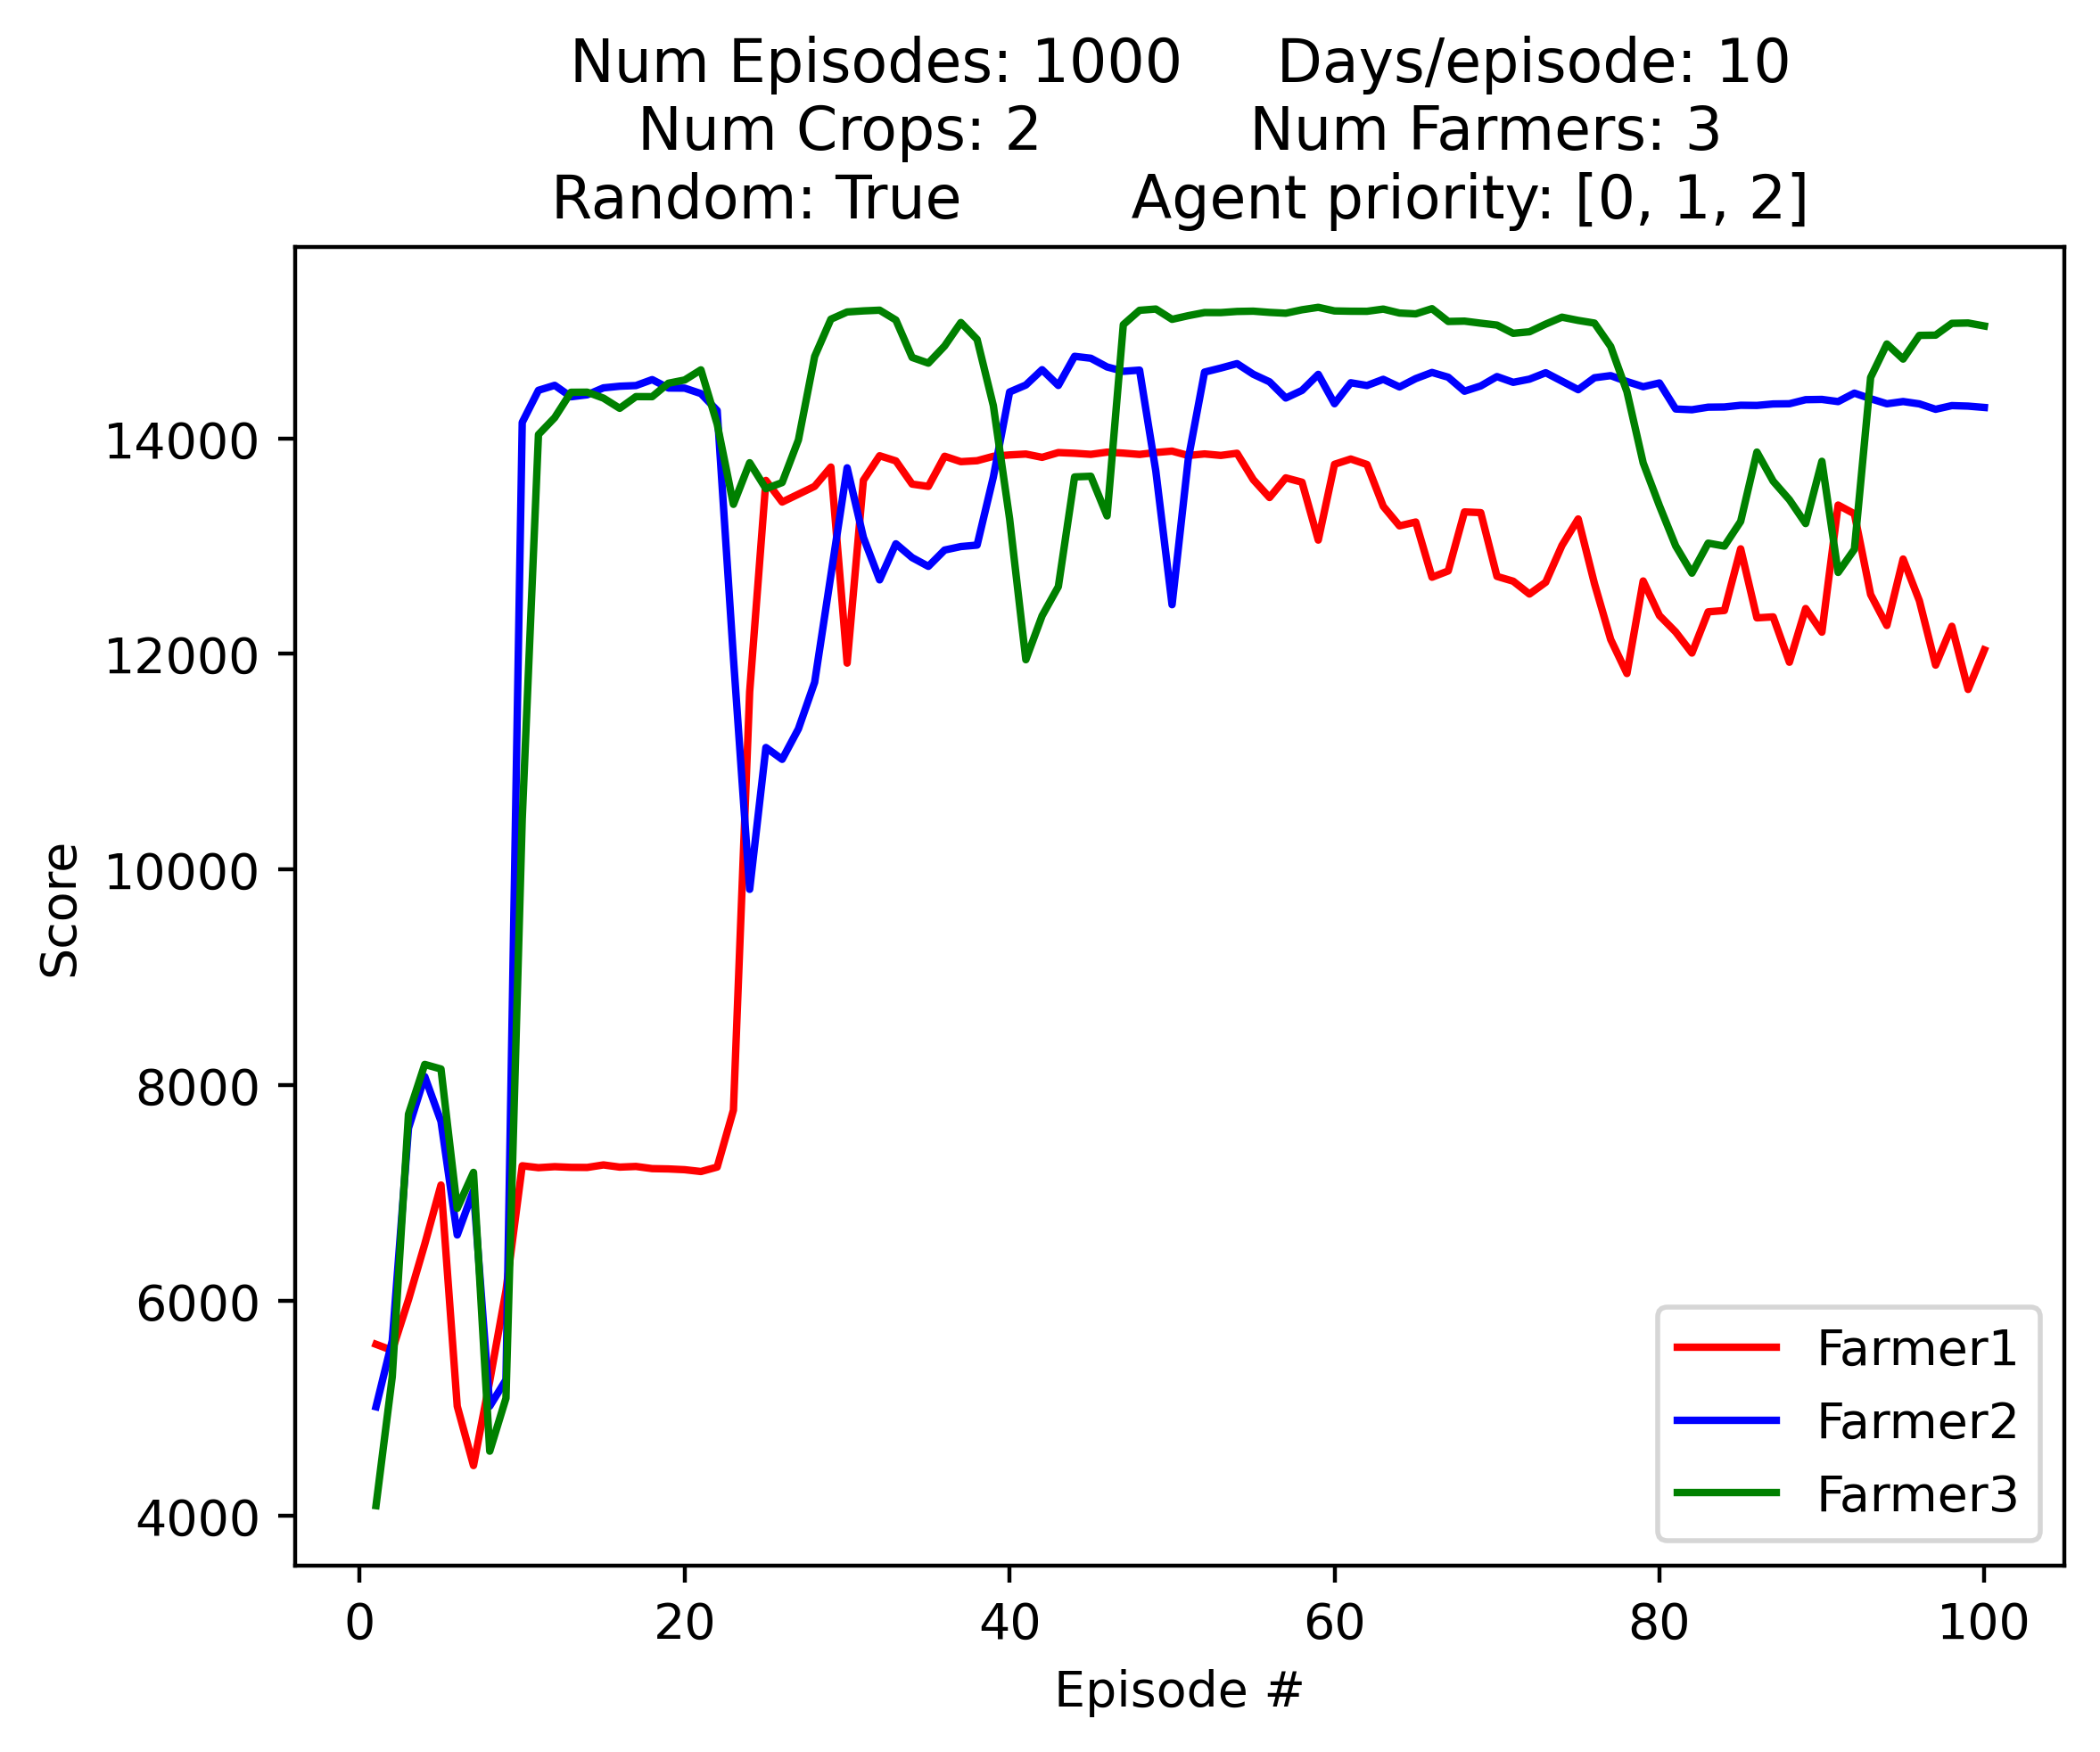 Num Episodes: 1000 Days/episode: 10
Num Crops: 2 Num Farmers: 3
Random: True Agent priority: [0, 1, 2]
14000
12000
10000
8000
6000
4000
Score
0 20 40 60 80 100
Episode #
Farmer1
Farmer2
Farmer3